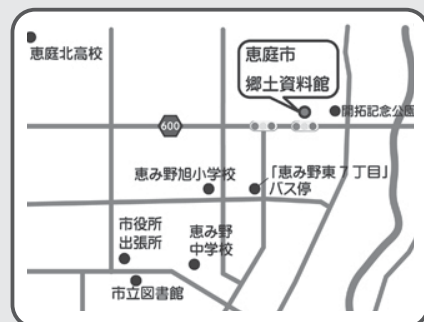 恵庭北高校
恵庭市
郷土資料館
開拓記念公園
600
恵み野旭小学校
「恵み野東7丁目」
バス停
市役所
出張所
恵み野
中学校
市立図書館